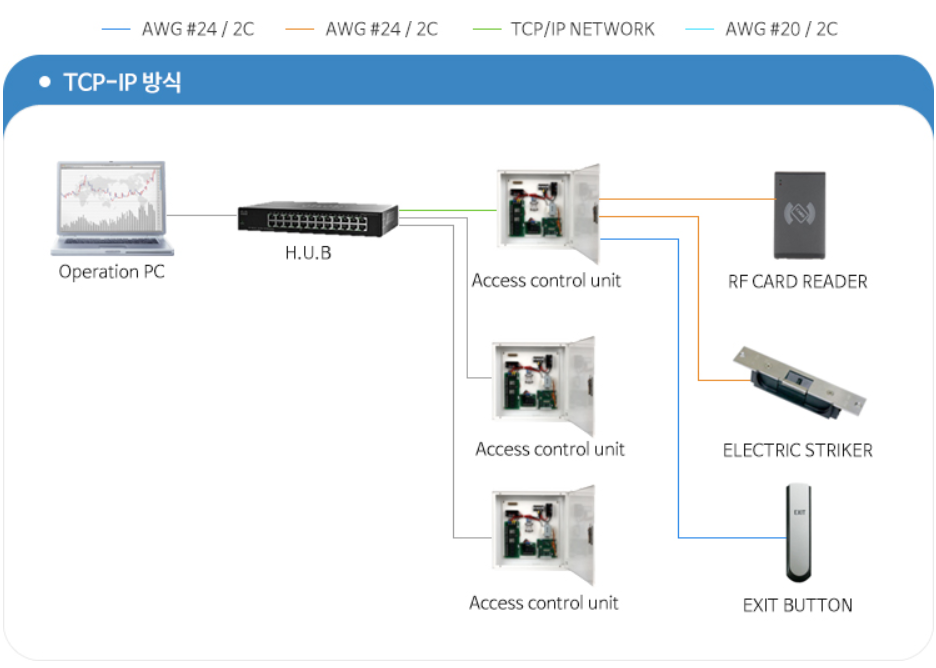 AWG #24 / 2C
AWG #24 / 2C
TCP/IP NETWORK
AWG #20 / 2C
TCP-IP 방식
Operation PC
H.U.B
Access control unit
RF CARD READER
Access control unit
ELECTRIC STRIKER
EXIT
Access control unit
EXIT BUTTON